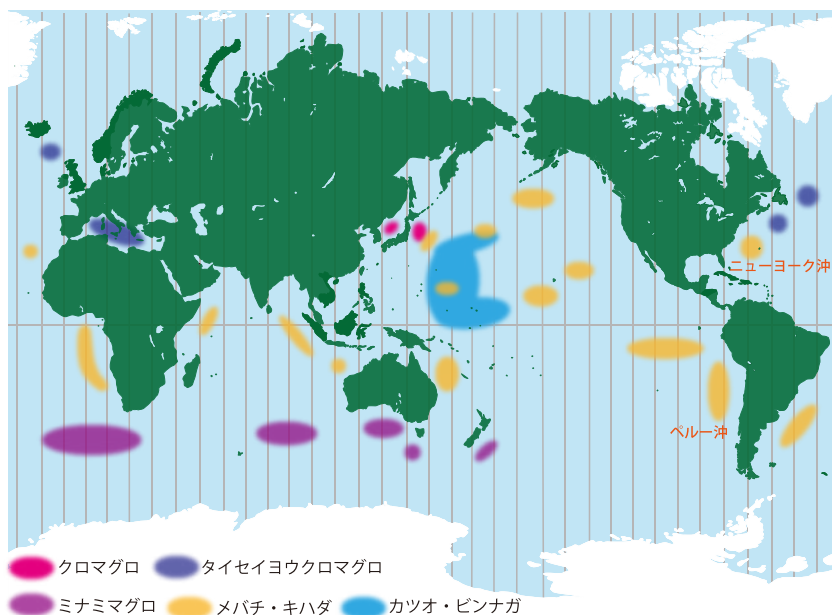 ニューヨーク沖
ペルー沖
クロマグロ
タイセイヨウクロマグロ
ミナミマグロ
メバチ・キハダ
カツオ・ビンナガ